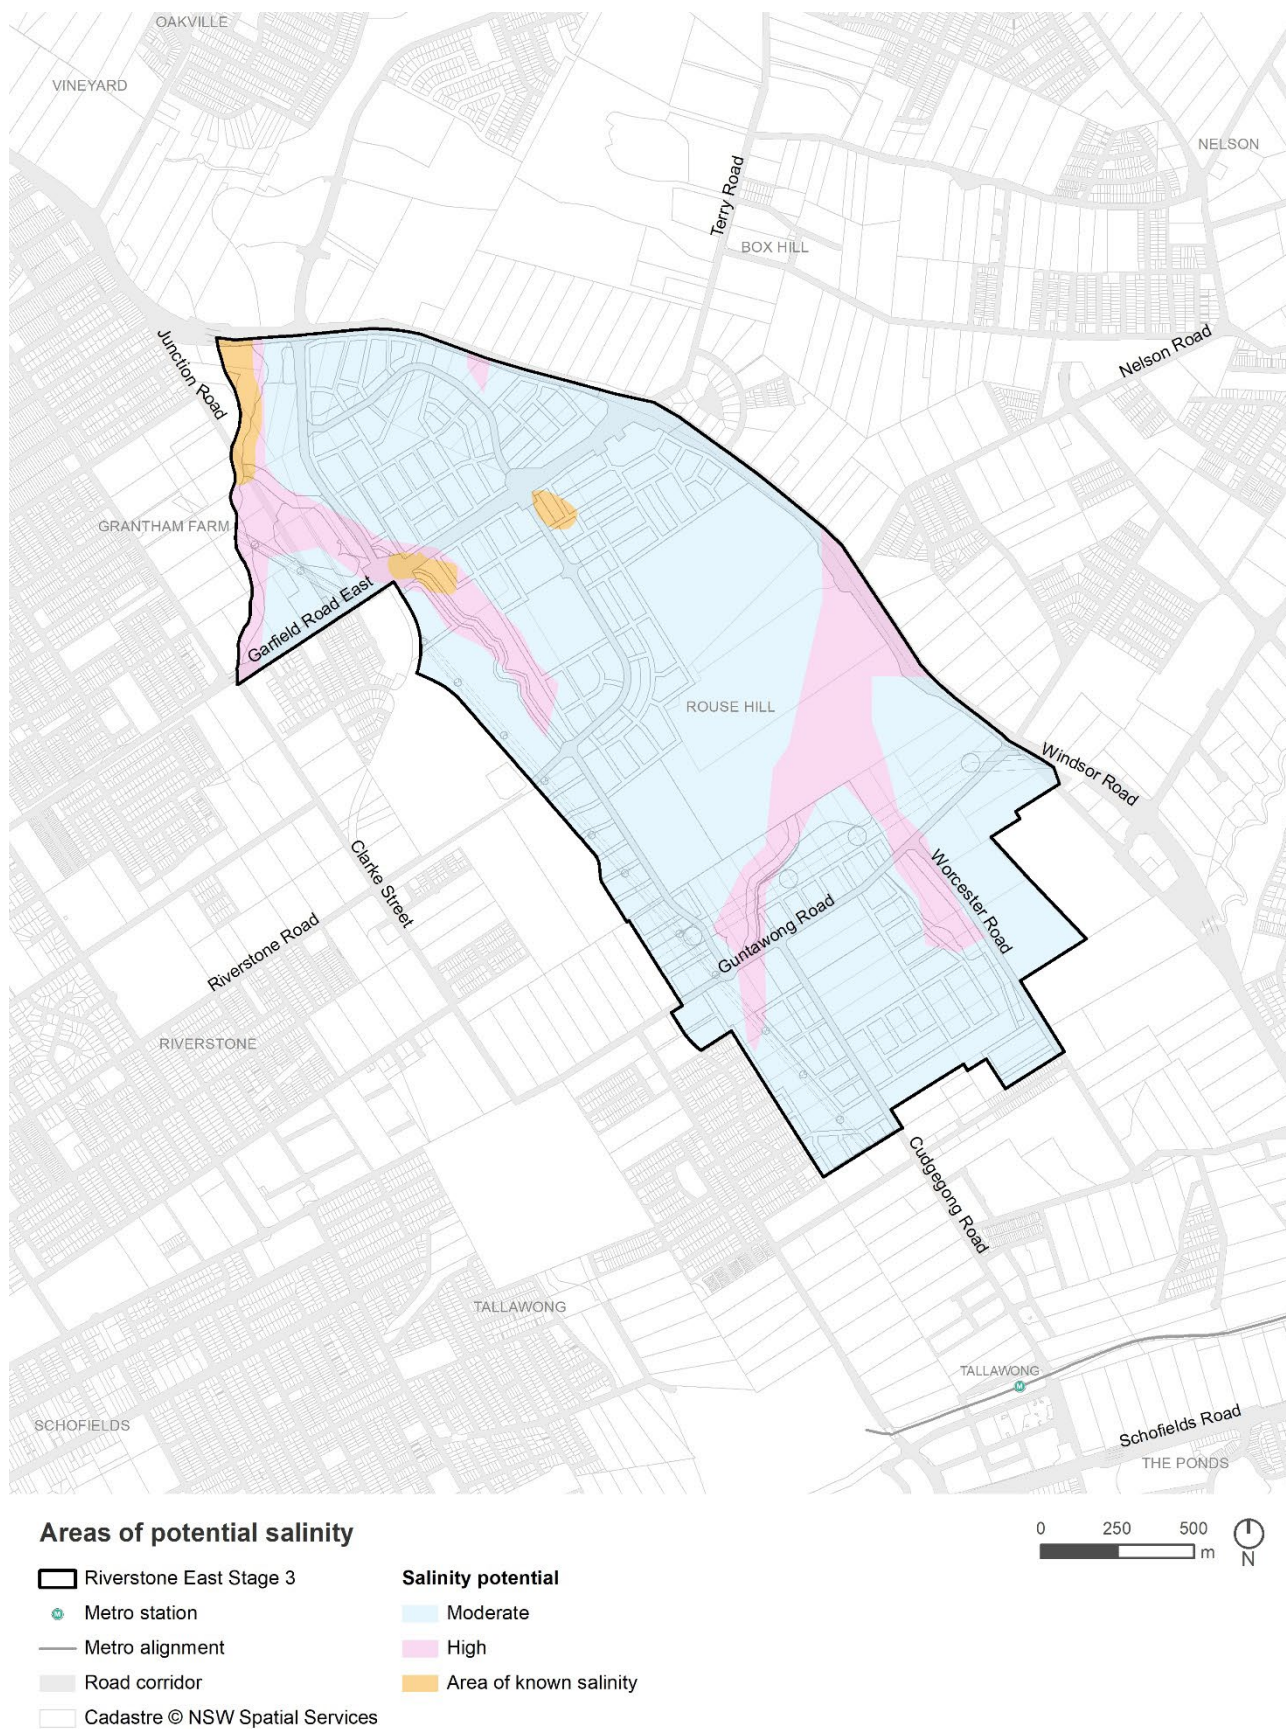 OAKVILLE
VINEYARD
NELSON
Terry Road
BOX HILL
Junction Road
Nelson Road
GRANTHAM FARM
Garfield Road East
ROUSE HILL
Windsor Road
Clarke Street
Worcester Road
Guntawong Road
Riverstone Road
RIVERSTONE
Cudgegong Road
TALLAWONG
TALLAWONG
M
SCHOFIELDS
Schofields Road
THE PONDS
Areas of potential salinity
0 250 500
m
N
Riverstone East Stage 3
Salinity potential
M Metro station
Moderate
Metro alignment
High
Road corridor
Area of known salinity
Cadastre © NSW Spatial Services